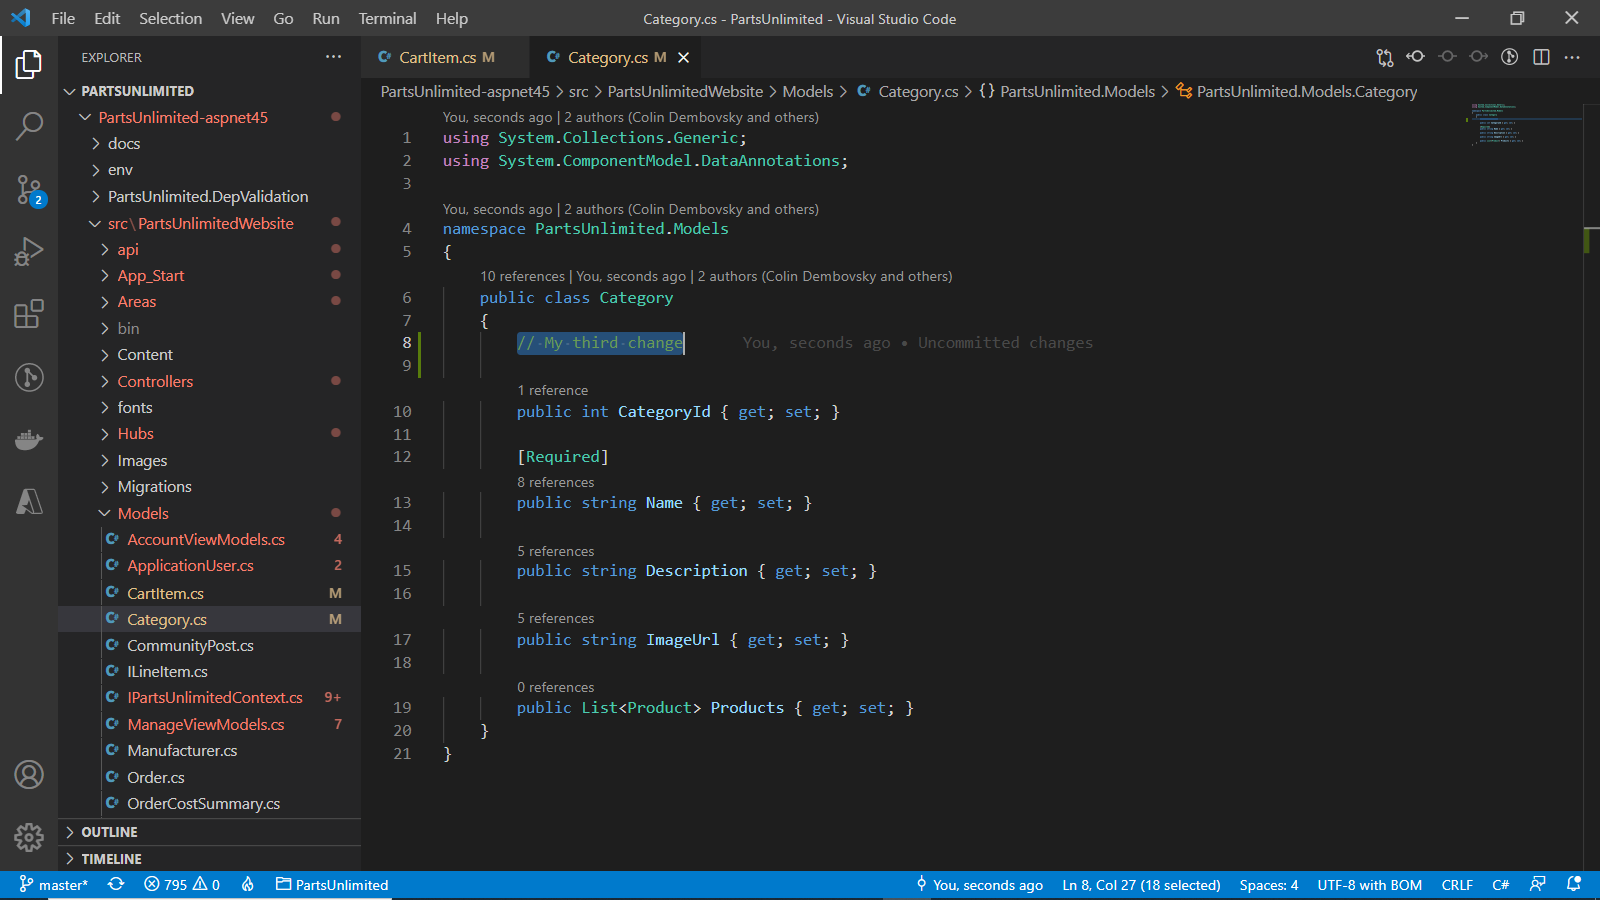 File Edit Selection View Go Run Terminal Help Category.cs - PartsUnlimited - Visual Studio Code
EXPLORER
CartItem.cs M Category.cs M
PARTSUNLIMITED
PartsUnlimited-aspnet45 > src > PartsUnlimitedWebsite > Models > Category.cs > {} PartsUnlimited.Models > PartsUnlimited.Models.Category
PartsUnlimited-aspnet45
docs
env
PartsUnlimited.DepValidation
src\PartsUnlimitedWebsite
api
App_Start
Areas
bin
Content
Controllers
fonts
Hubs
Images
Migrations
Models
AccountViewModels.cs 4
ApplicationUser.cs 2
CartItem.cs M
Category.cs M
CommunityPost.cs
ILineItem.cs
IPartsUnlimitedContext.cs 9+
ManageViewModels.cs 7
Manufacturer.cs
Order.cs
OrderCostSummary.cs
OUTLINE
TIMELINE
2
You, seconds ago | 2 authors (Colin Dembovsky and others)
1 using System.Collections.Generic;
2 using System.ComponentModel.DataAnnotations;
3
You, seconds ago | 2 authors (Colin Dembovsky and others)
4 namespace PartsUnlimited.Models
5 {
10 references | You, seconds ago | 2 authors (Colin Dembovsky and others)
6 public class Category
7 {
8 // My third change You, seconds ago • Uncommitted changes
9
1 reference
10 public int CategoryId { get; set; }
11
12 [Required]
8 references
13 public string Name { get; set; }
14
5 references
15 public string Description { get; set; }
16
5 references
17 public string ImageUrl { get; set; }
18
0 references
19 public List<Product> Products { get; set; }
20 }
21 }
master* 795 0 PartsUnlimited You, seconds ago Ln 8, Col 27 (18 selected) Spaces: 4 UTF-8 with BOM CRLF C#